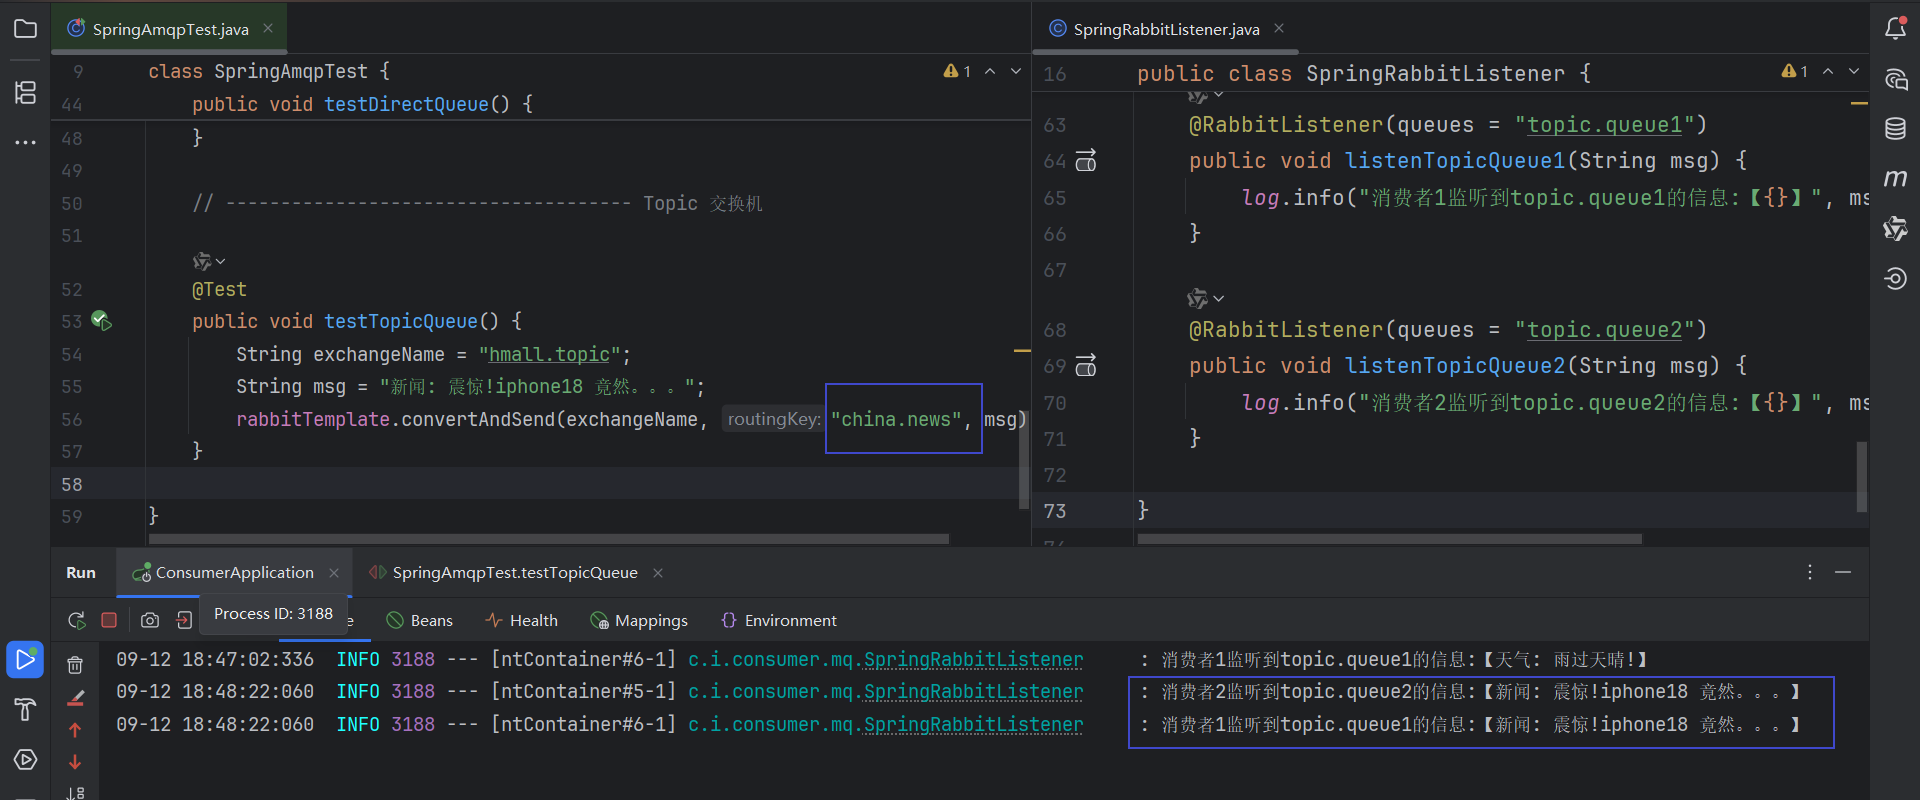 SpringAmqpTest.java
SpringRabbitListener.java
9 class SpringAmqpTest {
1
44 public void testDirectQueue() {
48 }
49
50 // ------------------------------------- Topic 交换机
51
52 @Test
53 public void testTopicQueue() {
54 String exchangeName = "hmall.topic";
55 String msg = "新闻: 震惊!iphone18 竟然。。。";
56 rabbitTemplate.convertAndSend(exchangeName, routingKey: "china.news", msg)
57 }
58
59 }
16 public class SpringRabbitListener {
1
63 @RabbitListener(queues = "topic.queue1")
64 public void listenTopicQueue1(String msg) {
65 log.info("消费者1监听到topic.queue1的信息:【{}】", ms
66 }
67
68 @RabbitListener(queues = "topic.queue2")
69 public void listenTopicQueue2(String msg) {
70 log.info("消费者2监听到topic.queue2的信息:【{}】", ms
71 }
72
73 }
Run ConsumerApplication SpringAmqpTest.testTopicQueue
Process ID: 3188
Beans Health Mappings Environment
09-12 18:47:02:336 INFO 3188 --- [ntContainer#6-1] c.i.consumer.mq.SpringRabbitListener : 消费者1监听到topic.queue1的信息:【天气: 雨过天晴!】
09-12 18:48:22:060 INFO 3188 --- [ntContainer#5-1] c.i.consumer.mq.SpringRabbitListener : 消费者2监听到topic.queue2的信息:【新闻: 震惊!iphone18 竟然。。。】
09-12 18:48:22:060 INFO 3188 --- [ntContainer#6-1] c.i.consumer.mq.SpringRabbitListener : 消费者1监听到topic.queue1的信息:【新闻: 震惊!iphone18 竟然。。。】